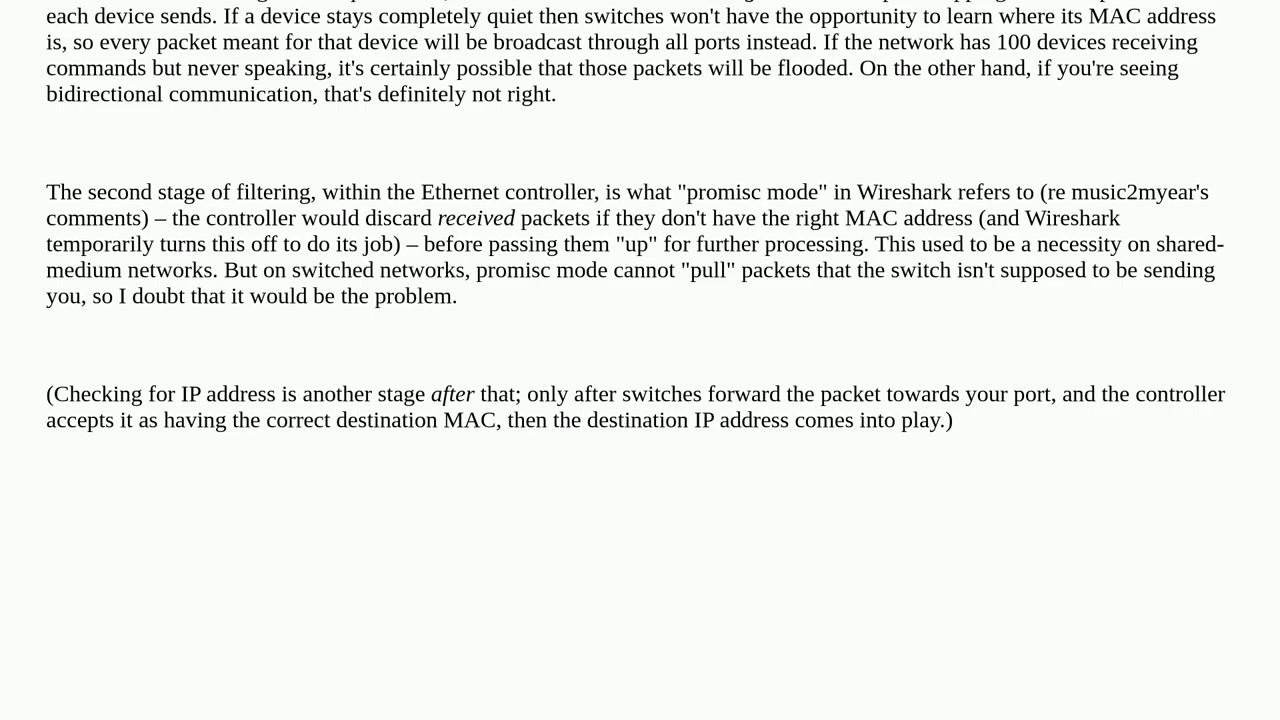 each device sends. If a device stays completely quiet then switches won't have the opportunity to learn where its MAC address
is, so every packet meant for that device will be broadcast through all ports instead. If the network has 100 devices receiving
commands but never speaking, it's certainly possible that those packets will be flooded. On the other hand, if you're seeing
bidirectional communication, that's definitely not right.
The second stage of filtering, within the Ethernet controller, is what "promisc mode" in Wireshark refers to (re music2myear's
comments) – the controller would discard received packets if they don't have the right MAC address (and Wireshark
temporarily turns this off to do its job) – before passing them "up" for further processing. This used to be a necessity on shared-
medium networks. But on switched networks, promisc mode cannot "pull" packets that the switch isn't supposed to be sending
you, so I doubt that it would be the problem.
(Checking for IP address is another stage after that; only after switches forward the packet towards your port, and the controller
accepts it as having the correct destination MAC, then the destination IP address comes into play.)